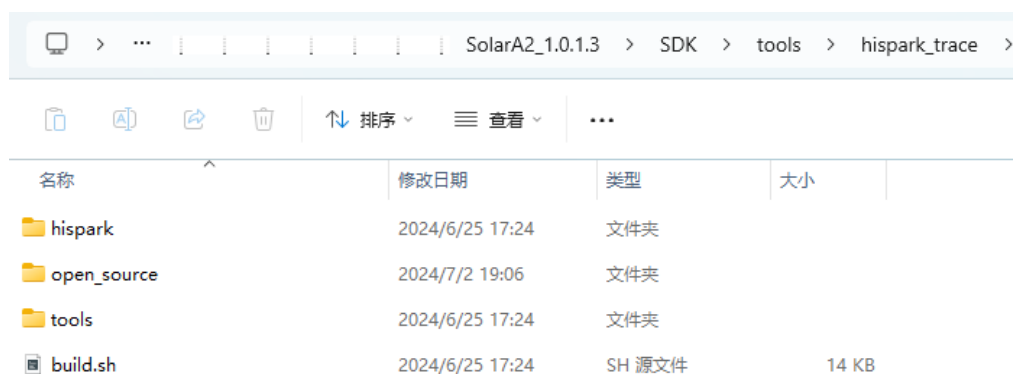 … SolarA2_1.0.1.3 > SDK > tools > hispark_trace >
排序 查看 …
名称 修改日期 类型 大小
hispark 2024/6/25 17:24 文件夹
open_source 2024/7/2 19:06 文件夹
tools 2024/6/25 17:24 文件夹
build.sh 2024/6/25 17:24 SH 源文件 14 KB